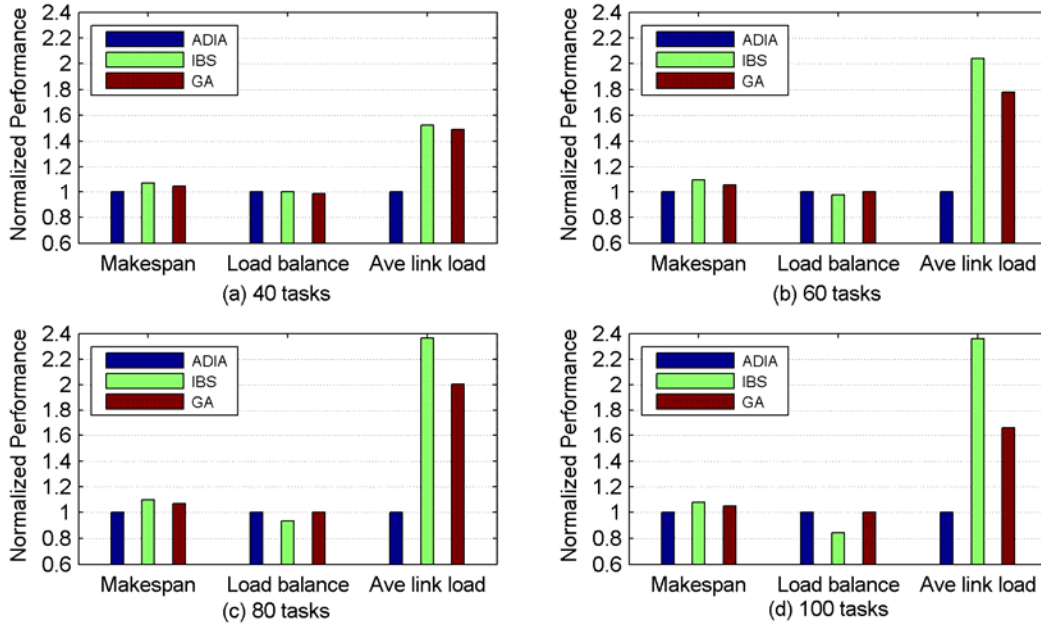 Normalized Performance
2.4
2.2
2
1.8
1.6
1.4
1.2
1
0.8
0.6
ADIA
IBS
GA
Makespan Load balance Ave link load
(a) 40 tasks
Normalized Performance
2.4
2.2
2
1.8
1.6
1.4
1.2
1
0.8
0.6
ADIA
IBS
GA
Makespan Load balance Ave link load
(b) 60 tasks
Normalized Performance
2.4
2.2
2
1.8
1.6
1.4
1.2
1
0.8
0.6
ADIA
IBS
GA
Makespan Load balance Ave link load
(c) 80 tasks
Normalized Performance
2.4
2.2
2
1.8
1.6
1.4
1.2
1
0.8
0.6
ADIA
IBS
GA
Makespan Load balance Ave link load
(d) 100 tasks